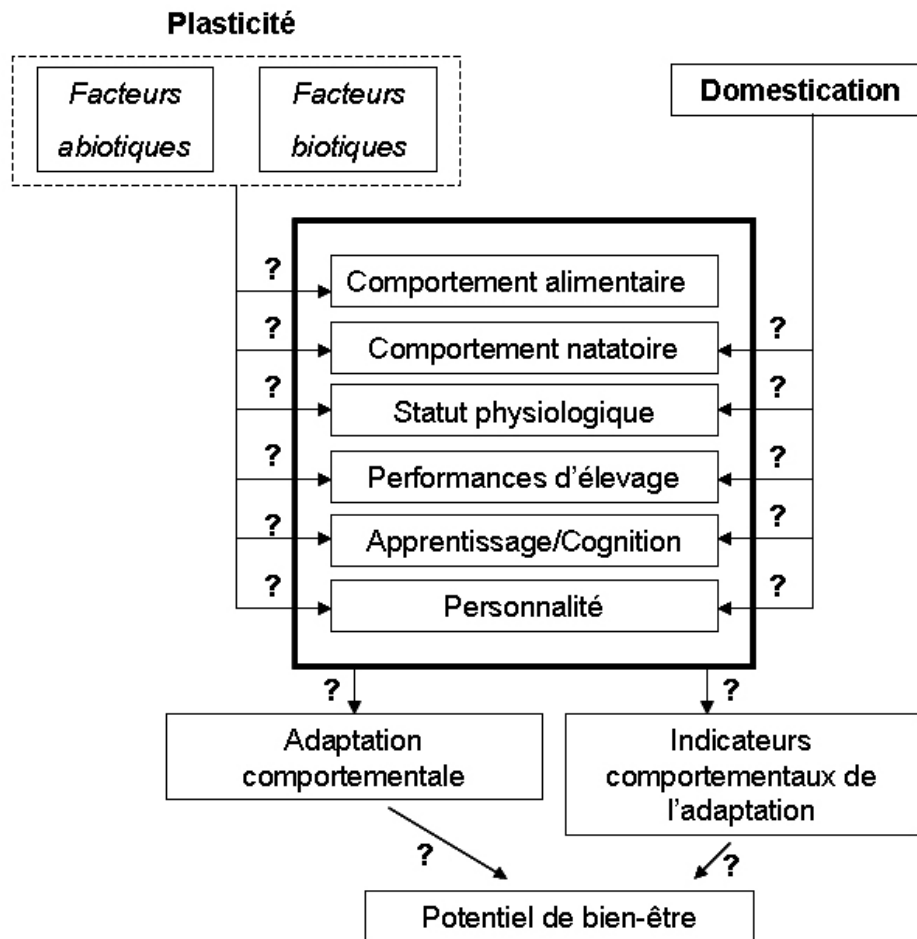 Plasticité
Facteurs
abiotiques
Facteurs
biotiques
Domestication
?
Comportement alimentaire
?
Comportement natatoire
?
?
Statut physiologique
?
?
Performances d'élevage
?
?
Apprentissage/Cognition
?
?
Personnalité
?
?
?
Adaptation
comportementale
Indicateurs
comportementaux de
l'adaptation
?
?
Potentiel de bien-être